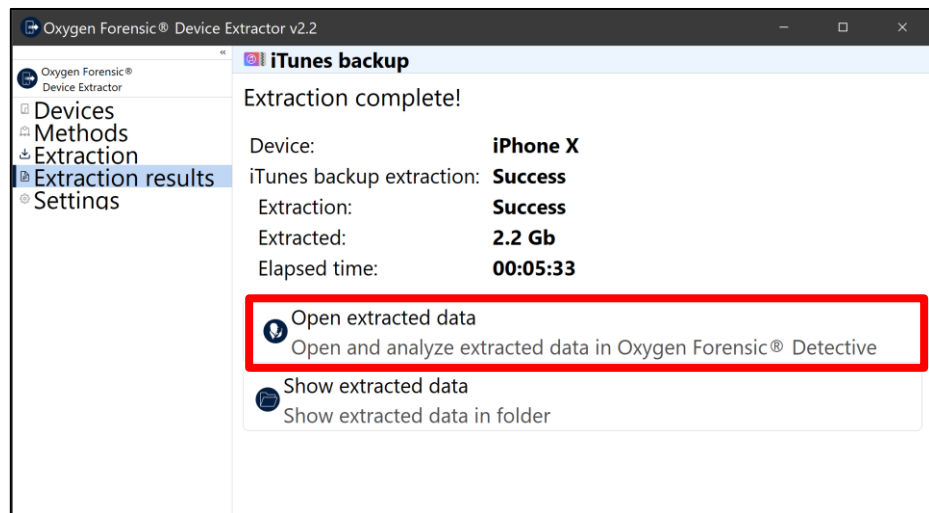 Oxygen Forensic® Device Extractor v2.2
Oxygen Forensic®
Device Extractor
Devices
Methods
Extraction
Extraction results
Settings
iTunes backup
Extraction complete!
Device: iPhone X
iTunes backup extraction: Success
Extraction: Success
Extracted: 2.2 Gb
Elapsed time: 00:05:33
Open extracted data
Open and analyze extracted data in Oxygen Forensic® Detective
Show extracted data
Show extracted data in folder